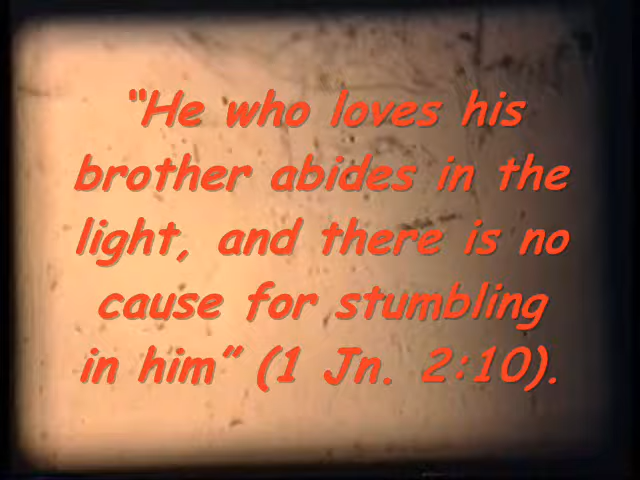 “He who loves his
brother abides in the
light, and there is no
cause for stumbling
in him” (1 Jn. 2:10).